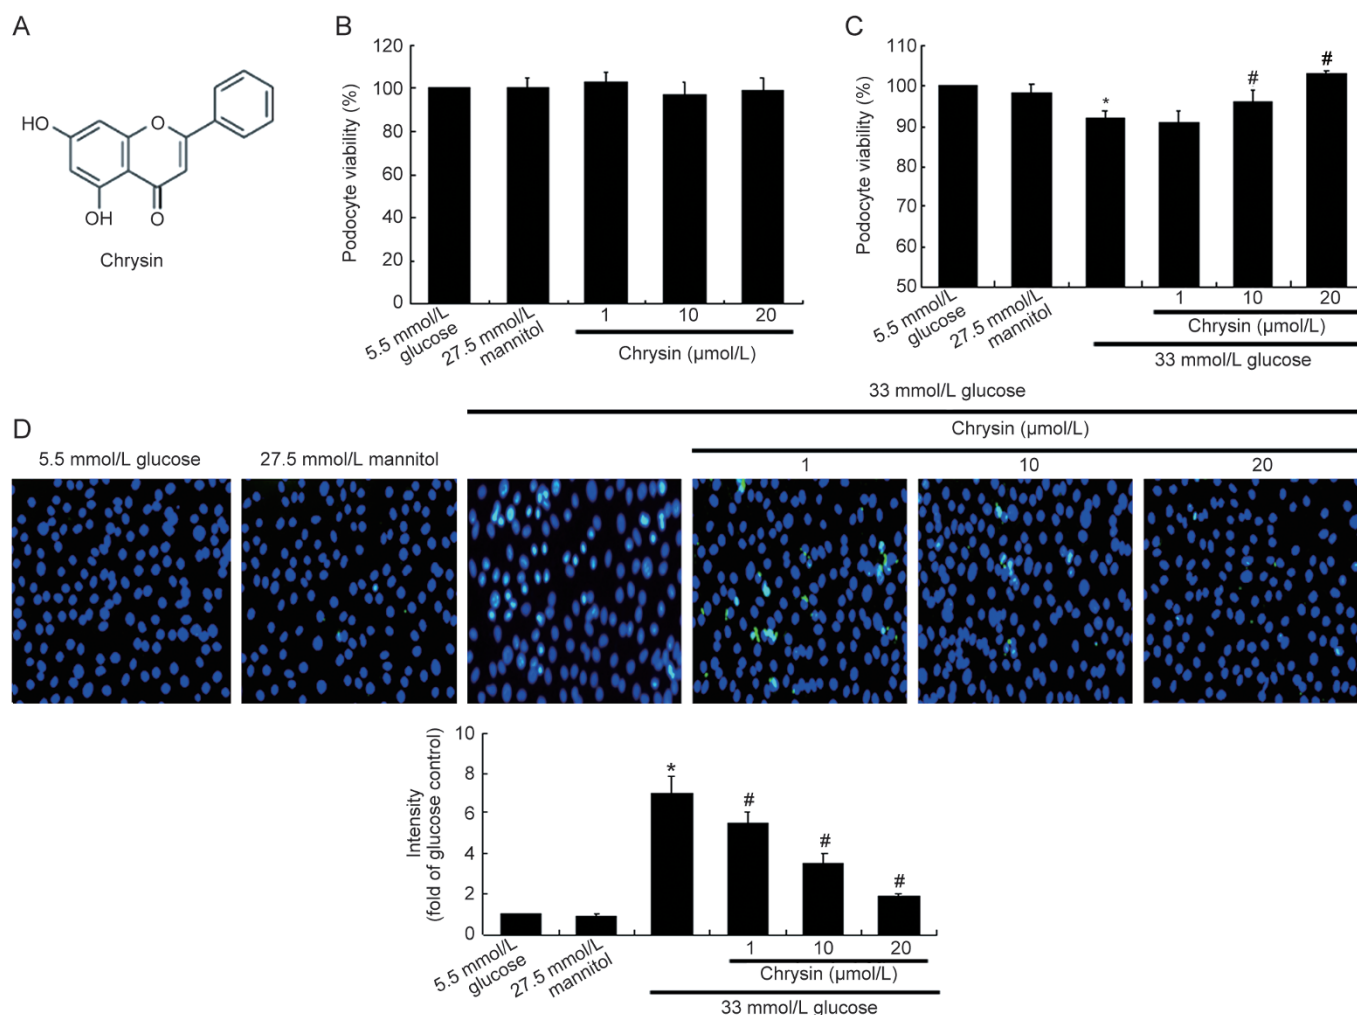 A
HO
O
OH
O
Chrysin
B
Podocyte viability (%)
120
100
80
60
40
20
0
5.5 mmol/L
glucose
27.5 mmol/L
mannitol
1 10 20
Chrysin (µmol/L)
C
Podocyte viability (%)
110
100
90
80
70
60
50
*
#
#
5.5 mmol/L
glucose
27.5 mmol/L
mannitol
1 10 20
Chrysin (µmol/L)
33 mmol/L glucose
D
33 mmol/L glucose
Chrysin (µmol/L)
5.5 mmol/L glucose 27.5 mmol/L mannitol 1 10 20
Intensity
(fold of glucose control)
10
8
6
4
2
0
*
#
#
#
5.5 mmol/L
glucose
27.5 mmol/L
mannitol
1 10 20
Chrysin (µmol/L)
33 mmol/L glucose